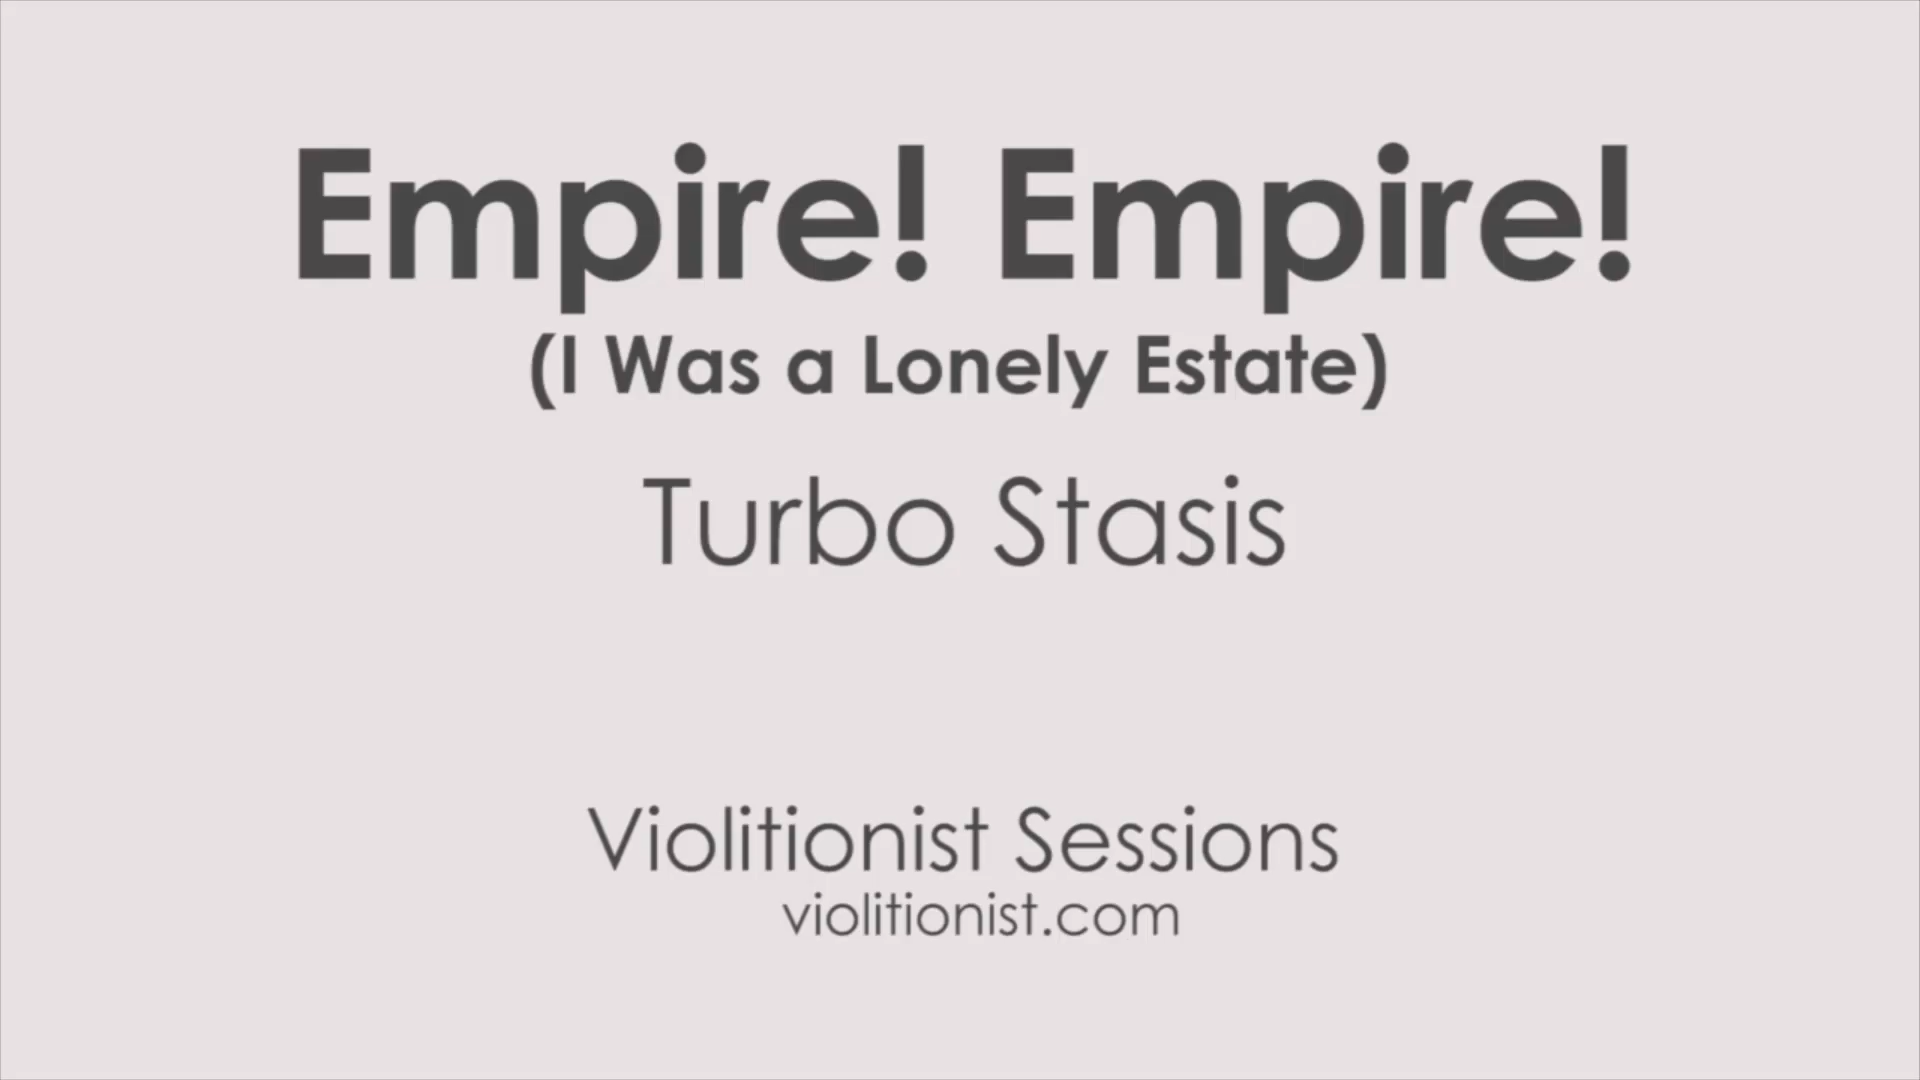 Empire! Empire!
(I Was a Lonely Estate)
Turbo Stasis
Violitionist Sessions
violitionist.com